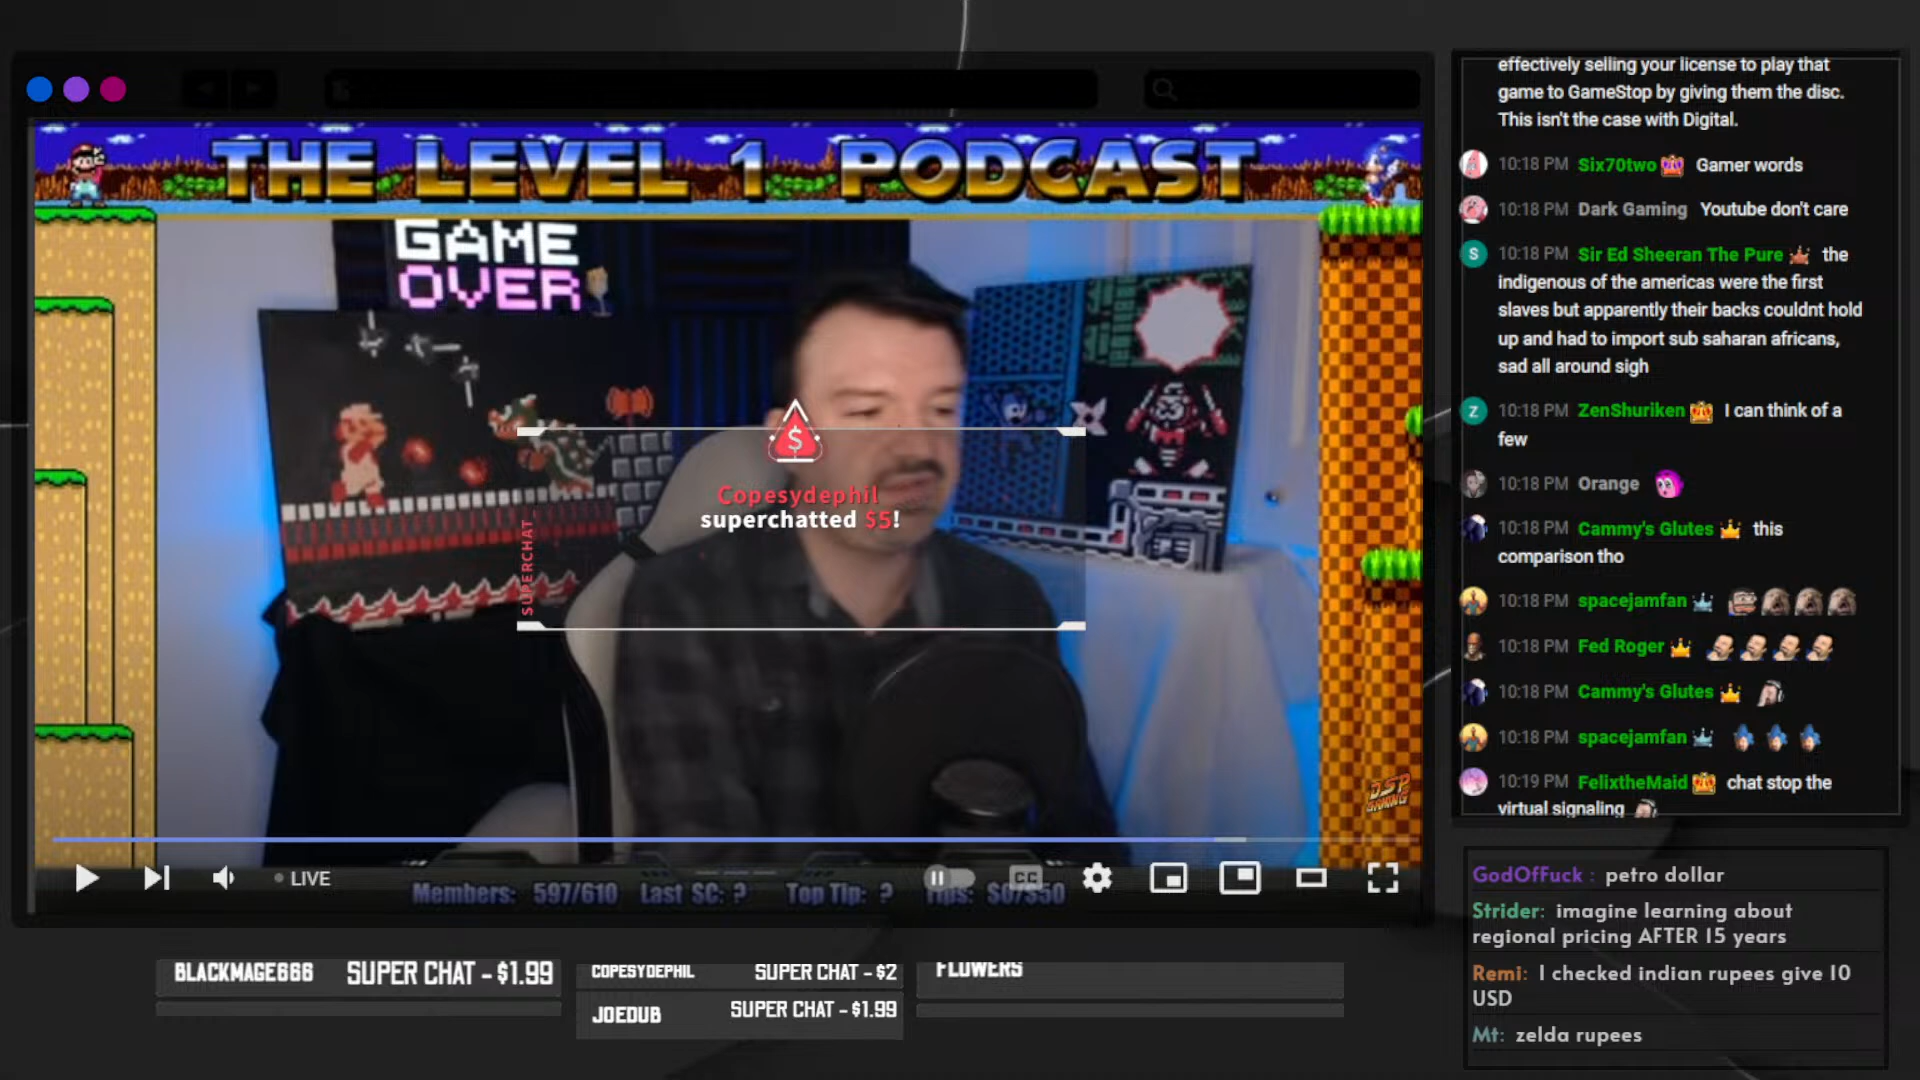 THE LEVEL 1 PODCAST
GAME
OVER
$
Copesydephil
superchatted $5!
SUPERCHAT
DSP
GAMING
LIVE
CC
Members: 597/610 Last SC: ? Top Tip: ? Tips: $0/$50
BLACKMAGE666 SUPER CHAT - $1.99
COPESYDEPHIL SUPER CHAT - $2
JOEDUB SUPER CHAT - $1.99
FLOWERS
effectively selling your license to play that
game to GameStop by giving them the disc.
This isn't the case with Digital.
10:18 PM Six70two Gamer words
10:18 PM Dark Gaming Youtube don't care
S 10:18 PM Sir Ed Sheeran The Pure the
indigenous of the americas were the first
slaves but apparently their backs couldnt hold
up and had to import sub saharan africans,
sad all around sigh
Z 10:18 PM ZenShuriken I can think of a
few
10:18 PM Orange
10:18 PM Cammy's Glutes this
comparison tho
10:18 PM spacejamfan
10:18 PM Fed Roger
10:18 PM Cammy's Glutes
10:18 PM spacejamfan
10:19 PM FelixtheMaid chat stop the
virtual signaling
GodOfFuck : petro dollar
Strider: imagine learning about
regional pricing AFTER 15 years
Remi: I checked indian rupees give 10
USD
Mt: zelda rupees